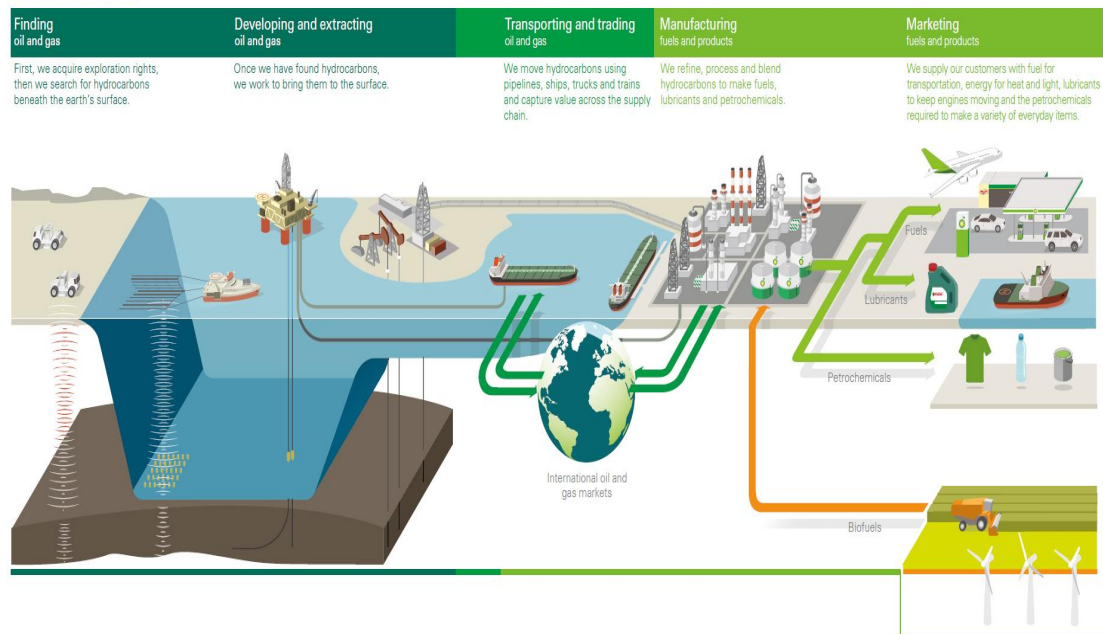 Finding
oil and gas
First, we acquire exploration rights,
then we search for hydrocarbons
beneath the earth's surface.
Developing and extracting
oil and gas
Once we have found hydrocarbons,
we work to bring them to the surface.
Transporting and trading
oil and gas
We move hydrocarbons using
pipelines, ships, trucks and trains
and capture value across the supply
chain.
Manufacturing
fuels and products
We refine, process and blend
hydrocarbons to make fuels,
lubricants and petrochemicals.
Marketing
fuels and products
We supply our customers with fuel for
transportation, energy for heat and light, lubricants
to keep engines moving and the petrochemicals
required to make a variety of everyday items.
Fuels
Lubricants
Petrochemicals
International oil and
gas markets
Biofuels